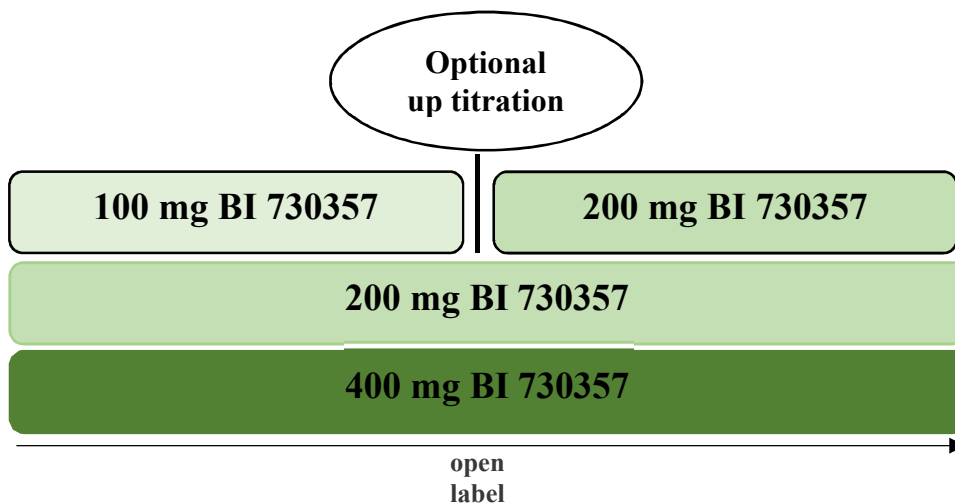 Optional
up titration
100 mg BI 730357
200 mg BI 730357
200 mg BI 730357
400 mg BI 730357
open
label